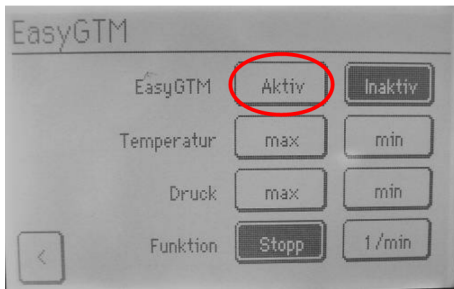 EasyGTM
EasyGTM Aktiv Inaktiv
Temperatur max min
Druck max min
< Funktion Stopp 1/min